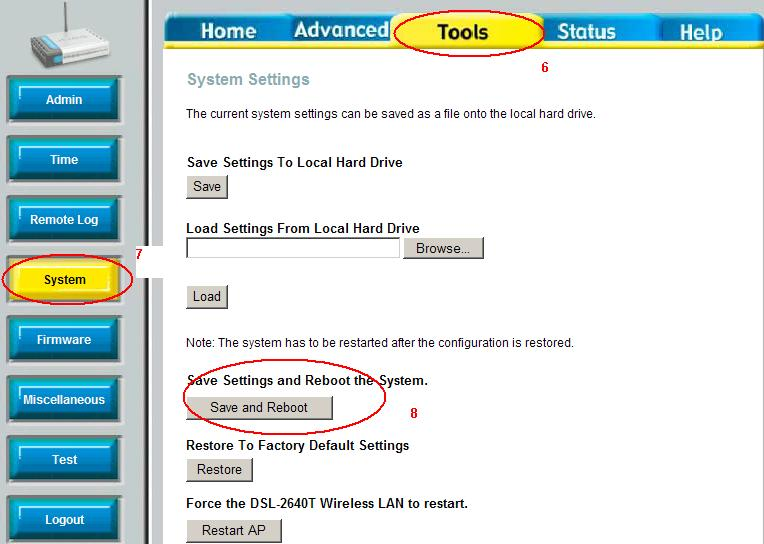 Home Advanced Tools Status Help
6
Admin
Time
Remote Log
7
System
Firmware
Miscellaneous
Test
Logout
System Settings
The current system settings can be saved as a file onto the local hard drive.
Save Settings To Local Hard Drive
Save
Load Settings From Local Hard Drive
Browse...
Load
Note: The system has to be restarted after the configuration is restored.
Save Settings and Reboot the System.
Save and Reboot
8
Restore To Factory Default Settings
Restore
Force the DSL-2640T Wireless LAN to restart.
Restart AP